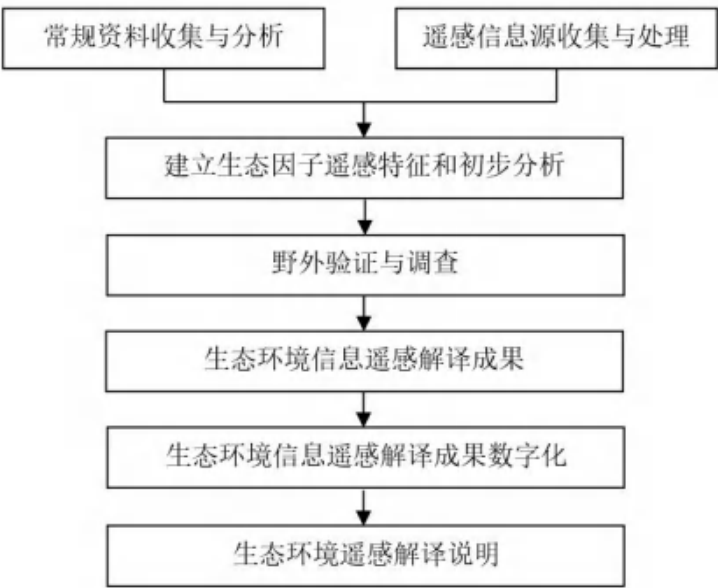 常规资料收集与分析
遥感信息源收集与处理
建立生态因子遥感特征和初步分析
野外验证与调查
生态环境信息遥感解译成果
生态环境信息遥感解译成果数字化
生态环境遥感解译说明